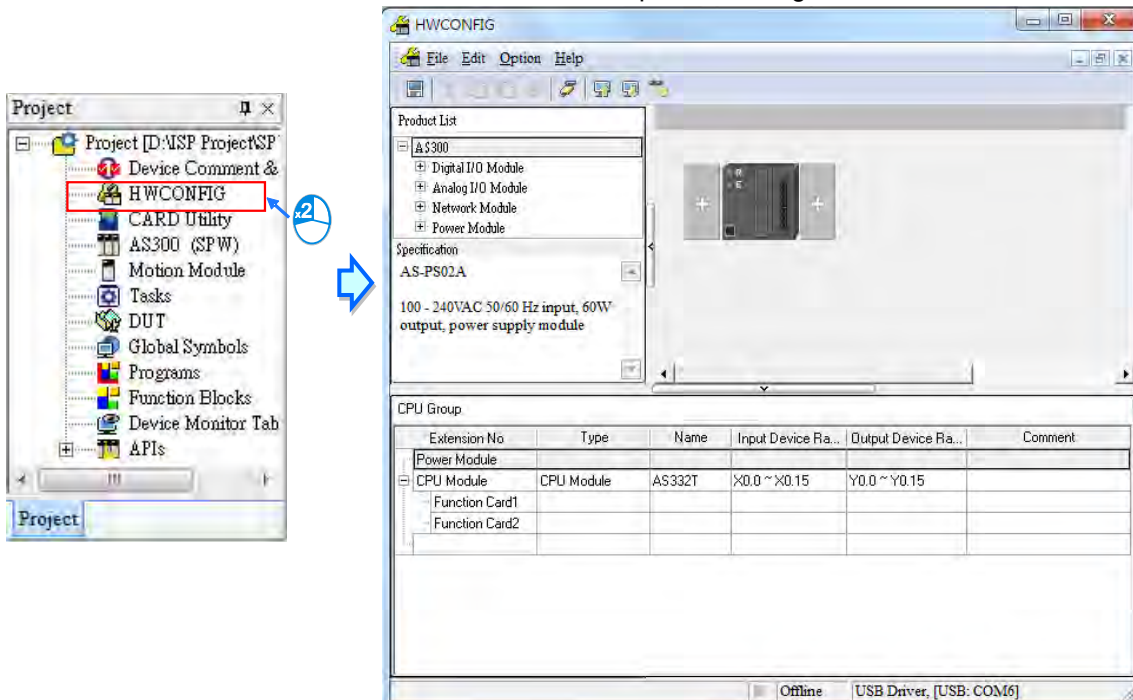 Project
Project [D:\ISP Project\SP
Device Comment &
HWCONFIG
CARD Utility
AS300 (SPW)
Motion Module
Tasks
DUT
Global Symbols
Programs
Function Blocks
Device Monitor Tab
APIs
Project
x2
HWCONFIG
File Edit Option Help
Product List
AS300
Digital I/O Module
Analog I/O Module
Network Module
Power Module
Specification
AS-PS02A
100 - 240VAC 50/60 Hz input, 60W
output, power supply module
CPU Group
Extension No Type Name Input Device Ra... Output Device Ra... Comment
Power Module
CPU Module CPU Module AS332T X0.0 ~ X0.15 Y0.0 ~ Y0.15
Function Card1
Function Card2
Offline USB Driver, [USB: COM6]